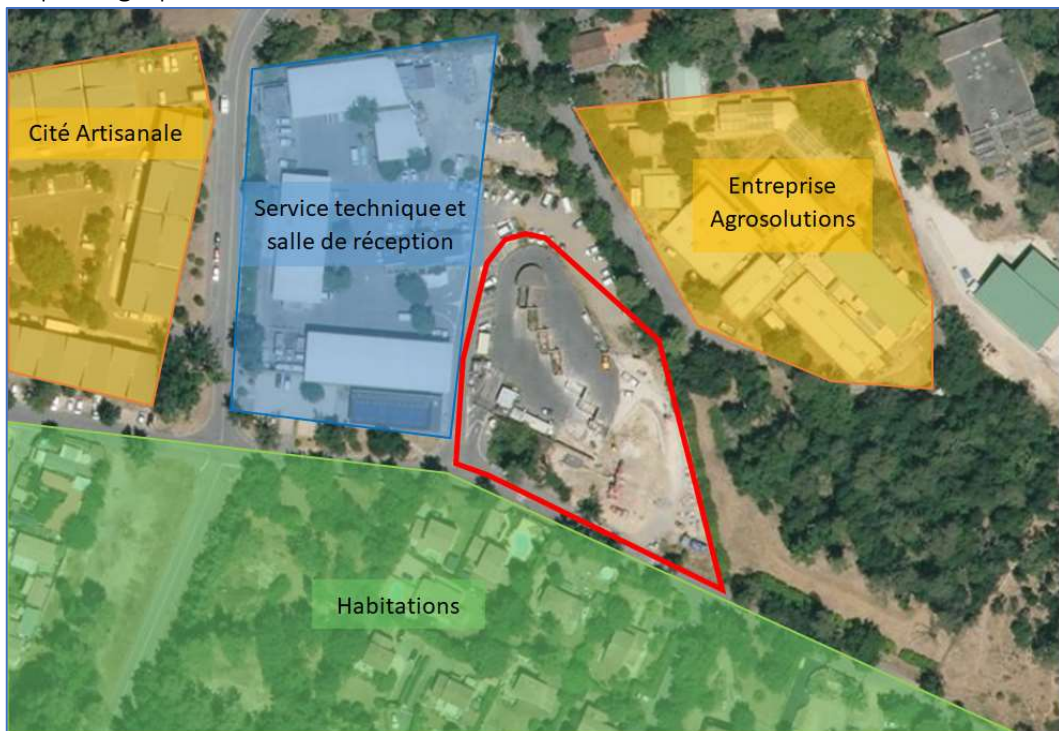 Cité Artisanale
Service technique et
salle de réception
Entreprise
Agrosolutions
Habitations